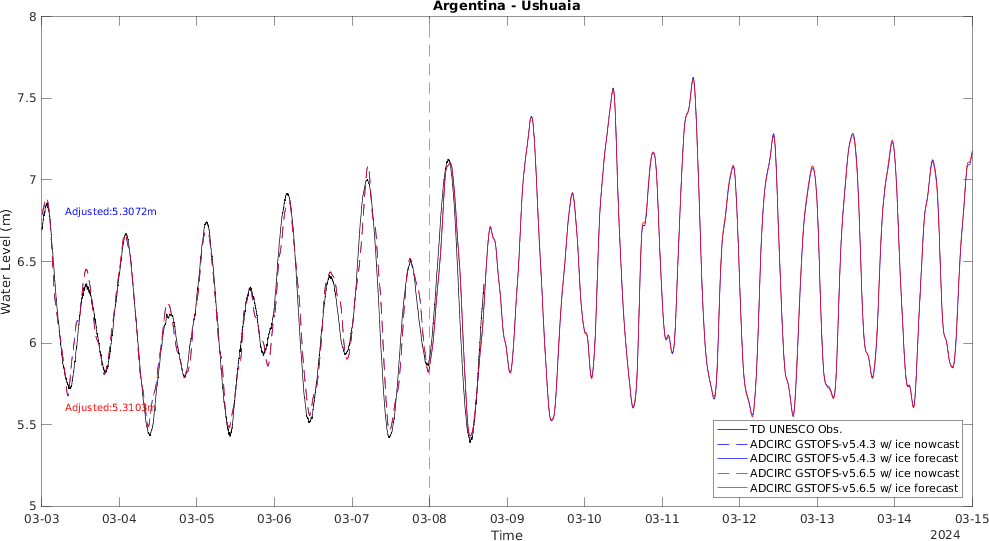 Argentina - Ushuaia
8
7.5
7
6.5
6
5.5
5
Water Level (m)
Adjusted:5.3072m
Adjusted:5.3103m
TD UNESCO Obs.
ADCIRC GSTOFS-v5.4.3 w/ ice nowcast
ADCIRC GSTOFS-v5.4.3 w/ ice forecast
ADCIRC GSTOFS-v5.6.5 w/ ice nowcast
ADCIRC GSTOFS-v5.6.5 w/ ice forecast
03-03 03-04 03-05 03-06 03-07 03-08 03-09 03-10 03-11 03-12 03-13 03-14 03-15
Time
2024